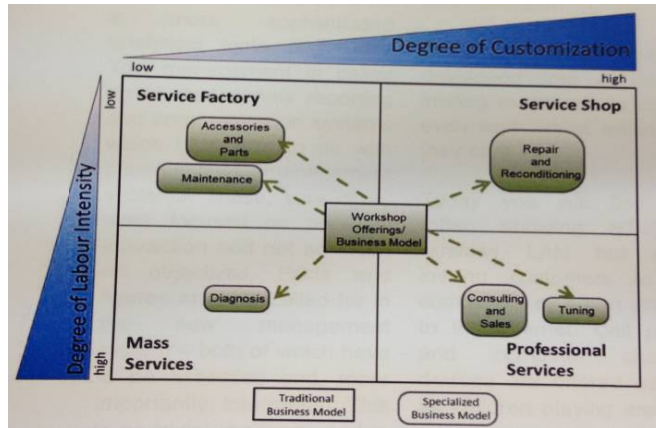 Degree of Customization
low
high
low
Degree of Labour Intensity
high
Service Factory
Service Shop
Accessories
and
Parts
Maintenance
Repair
and
Reconditioning
Workshop
Offerings/
Business Model
Diagnosis
Consulting
and
Sales
Tuning
Mass
Services
Professional
Services
Traditional
Business Model
Specialized
Business Model